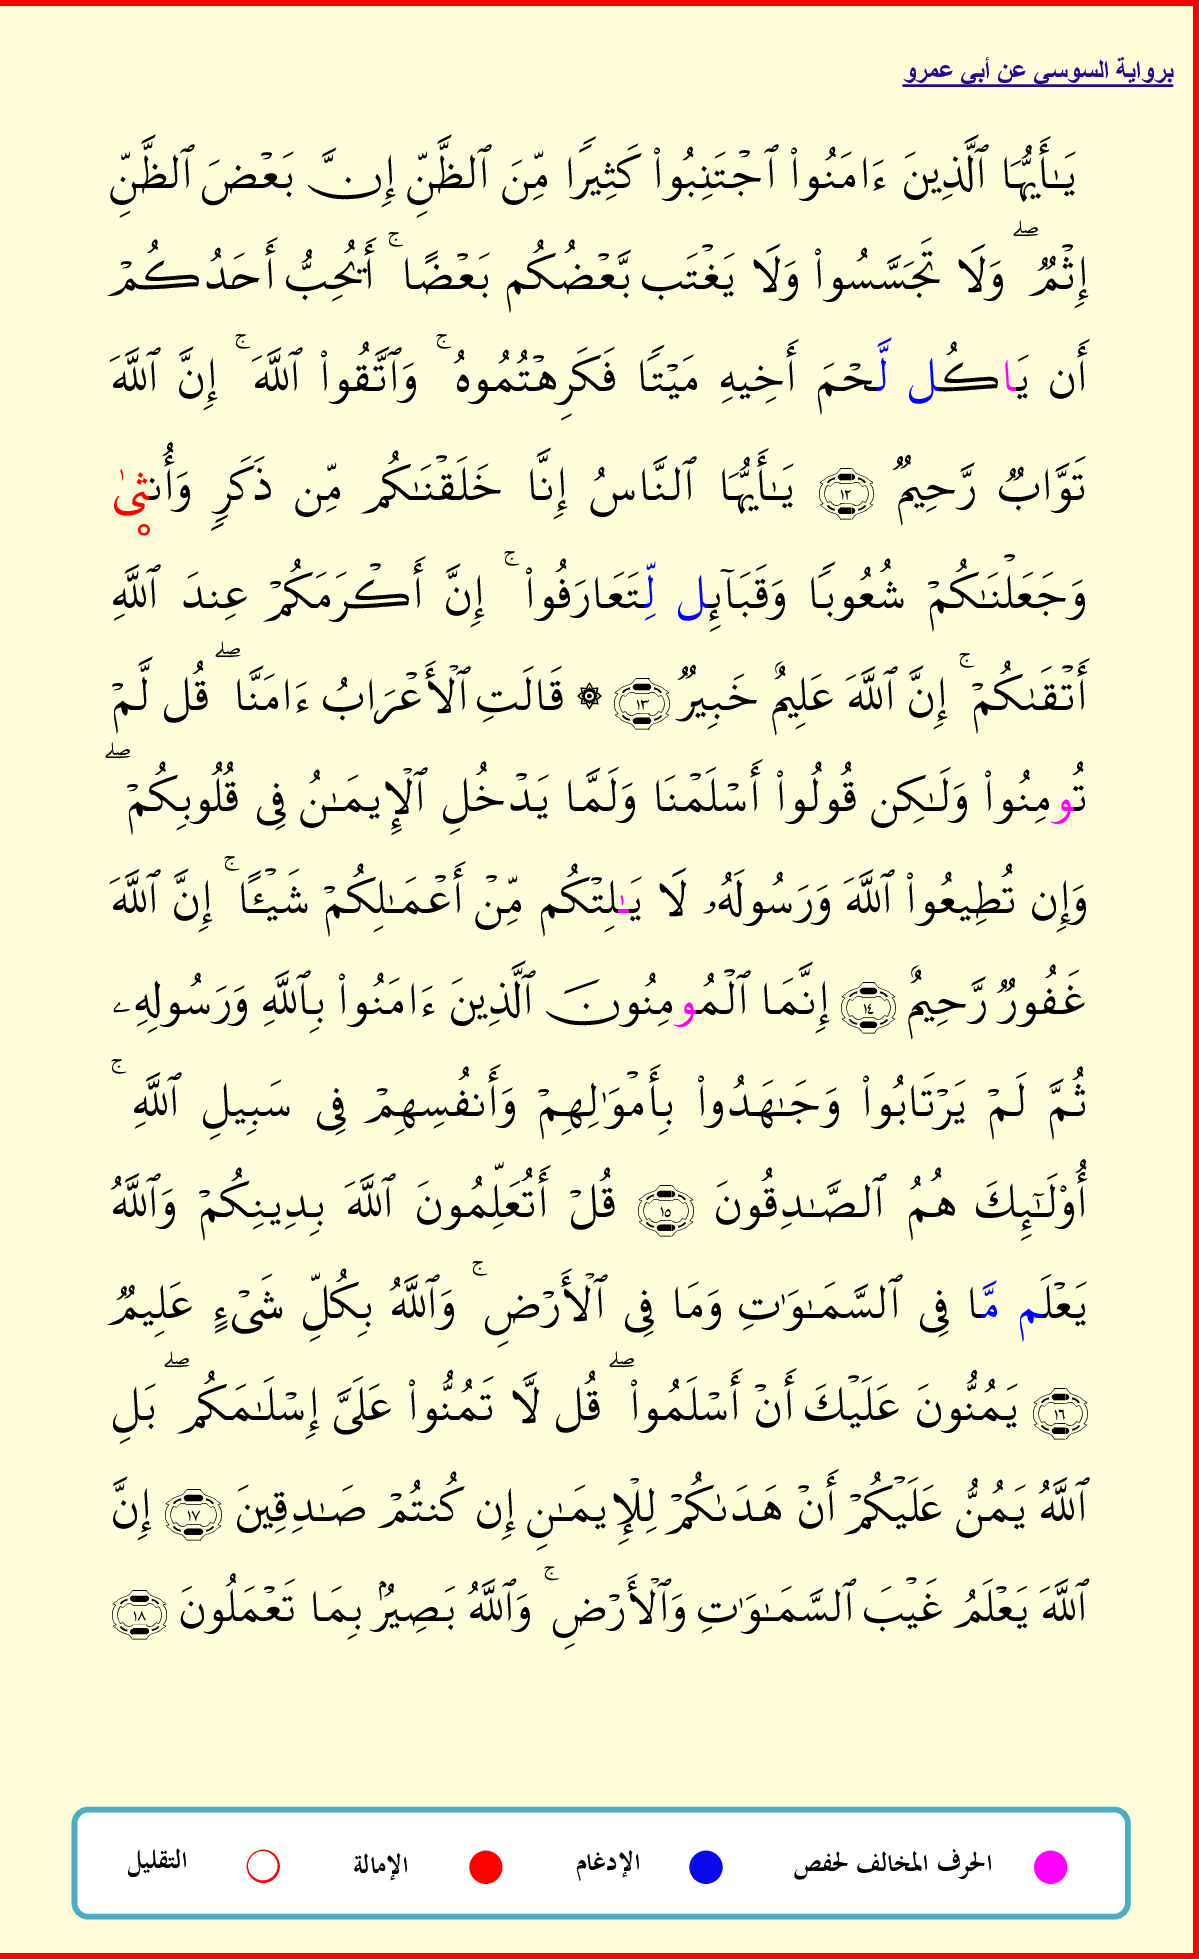 برواية السوسي عن أبي عمرو
يَـٰٓأَيُّهَا ٱلَّذِينَ ءَامَنُوا۟ ٱجْتَنِبُوا۟ كَثِيرًا مِّنَ ٱلظَّنِّ إِنَّ بَعْضَ ٱلظَّنِّ
إِثْمٌ ۖ وَلَا تَجَسَّسُوا۟ وَلَا يَغْتَب بَّعْضُكُم بَعْضًا ۚ أَيُحِبُّ أَحَدُكُمْ
أَن يَاكُل لَّحْمَ أَخِيهِ مَيْتًا فَكَرِهْتُمُوهُ ۚ وَٱتَّقُوا۟ ٱللَّهَ ۚ إِنَّ ٱللَّهَ
تَوَّابٌ رَّحِيمٌ ١٢ يَـٰٓأَيُّهَا ٱلنَّاسُ إِنَّا خَلَقْنَـٰكُم مِّن ذَكَرٍ وَأُنثىٰ
وَجَعَلْنَـٰكُمْ شُعُوبًا وَقَبَآئِل لِّتَعَارَفُوا۟ ۚ إِنَّ أَكْرَمَكُمْ عِندَ ٱللَّهِ
أَتْقَىٰكُمْ ۚ إِنَّ ٱللَّهَ عَلِيمٌ خَبِيرٌ ١٣ ۞ قَالَتِ ٱلْأَعْرَابُ ءَامَنَّا ۖ قُل لَّمْ
تُومِنُوا۟ وَلَـٰكِن قُولُوا۟ أَسْلَمْنَا وَلَمَّا يَدْخُلِ ٱلْإِيمَـٰنُ فِى قُلُوبِكُمْ ۖ
وَإِن تُطِيعُوا۟ ٱللَّهَ وَرَسُولَهُۥ لَا يَـٰلِتْكُم مِّنْ أَعْمَـٰلِكُمْ شَيْـًٔا ۚ إِنَّ ٱللَّهَ
غَفُورٌ رَّحِيمٌ ١٤ إِنَّمَا ٱلْمُومِنُونَ ٱلَّذِينَ ءَامَنُوا۟ بِٱللَّهِ وَرَسُولِهِۦ
ثُمَّ لَمْ يَرْتَابُوا۟ وَجَـٰهَدُوا۟ بِأَمْوَٰلِهِمْ وَأَنفُسِهِمْ فِى سَبِيلِ ٱللَّهِ ۚ
أُو۟لَـٰٓئِكَ هُمُ ٱلصَّـٰدِقُونَ ١٥ قُلْ أَتُعَلِّمُونَ ٱللَّهَ بِدِينِكُمْ وَٱللَّهُ
يَعْلَم مَّا فِى ٱلسَّمَـٰوَٰتِ وَمَا فِى ٱلْأَرْضِ ۚ وَٱللَّهُ بِكُلِّ شَىْءٍ عَلِيمٌ
١٦ يَمُنُّونَ عَلَيْكَ أَنْ أَسْلَمُوا۟ ۖ قُل لَّا تَمُنُّوا۟ عَلَىَّ إِسْلَـٰمَكُم ۖ بَلِ
ٱللَّهُ يَمُنُّ عَلَيْكُمْ أَنْ هَدَىٰكُمْ لِلْإِيمَـٰنِ إِن كُنتُمْ صَـٰدِقِينَ ١٧ إِنَّ
ٱللَّهَ يَعْلَمُ غَيْبَ ٱلسَّمَـٰوَٰتِ وَٱلْأَرْضِ ۚ وَٱللَّهُ بَصِيرٌۢ بِمَا تَعْمَلُونَ ١٨
الحرف المخالف لحفص الإدغام الإمالة التقليل